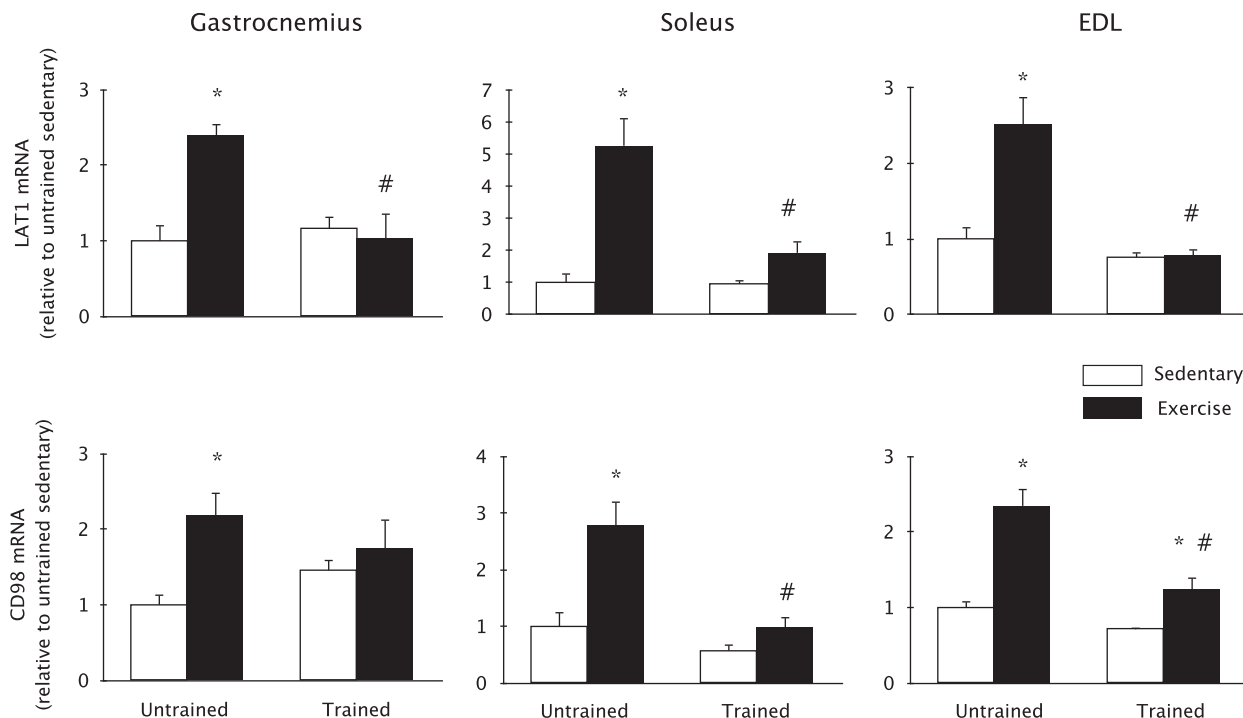 Gastrocnemius
Soleus
EDL
LAT1 mRNA
(relative to untrained sedentary)
3
2
1
0
*
#
7
6
5
4
3
2
1
0
*
#
3
2
1
0
*
#
Sedentary
Exercise
CD98 mRNA
(relative to untrained sedentary)
3
2
1
0
*
Untrained
Trained
4
3
2
1
0
*
#
Untrained
Trained
3
2
1
0
*
* #
Untrained
Trained